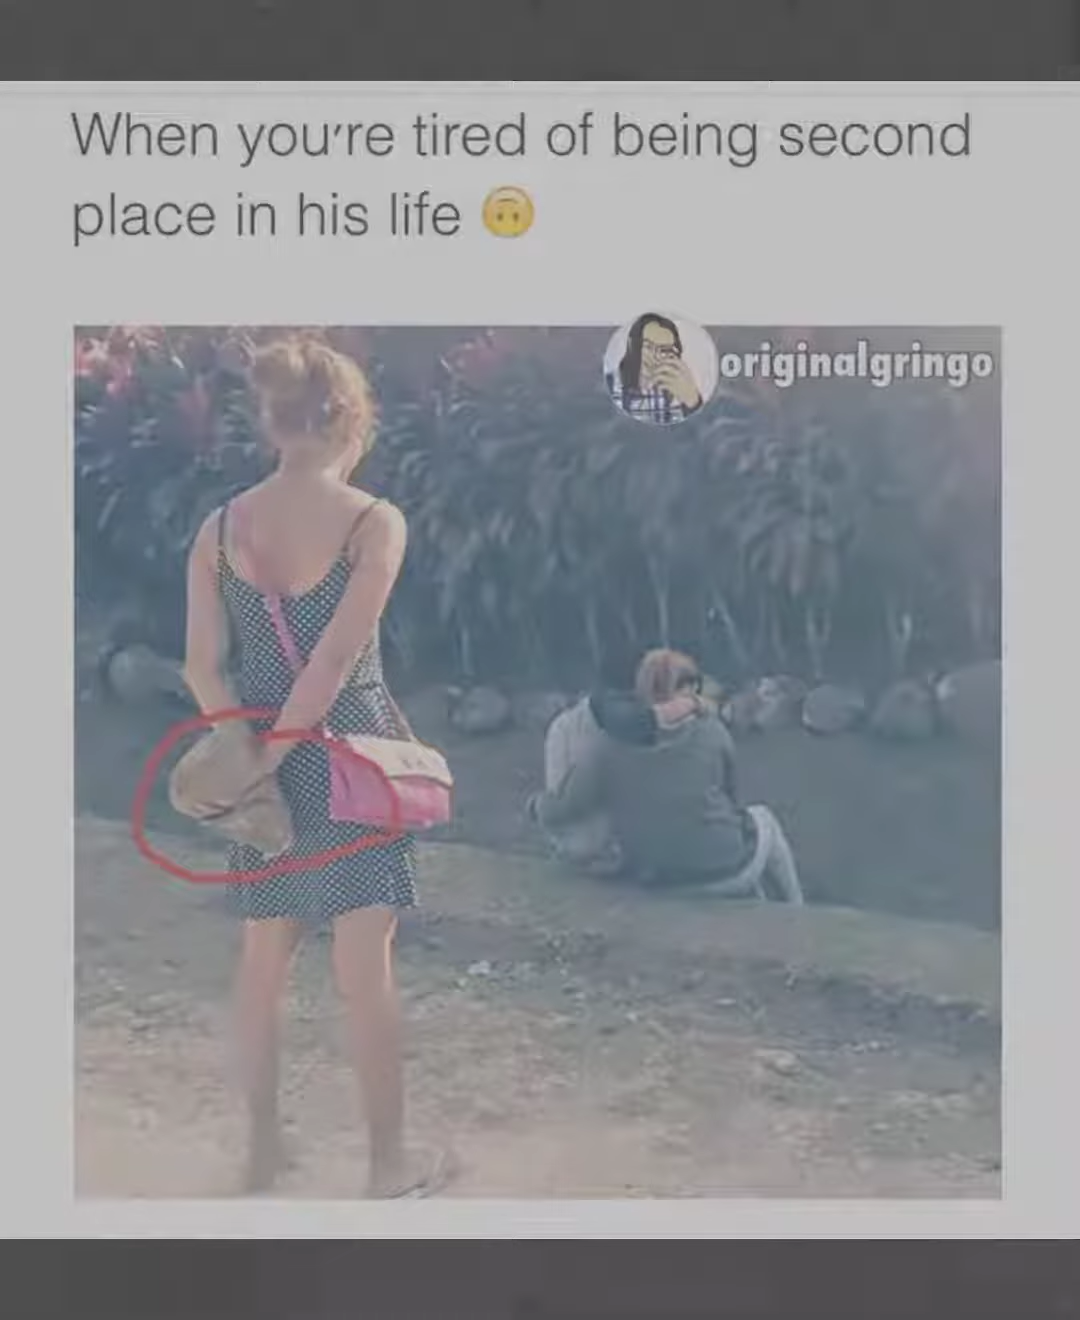 When you're tired of being second
place in his life 🙃
originalgringo